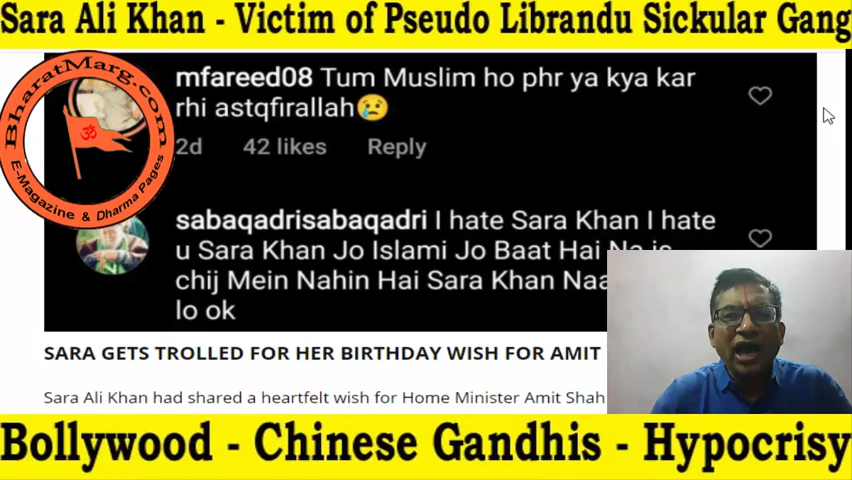 Sara Ali Khan - Victim of Pseudo Librandu Sickular Gang
BharatMarg.com
ॐ
E-Magazine & Dharma Pages
mfareed08 Tum Muslim ho phr ya kya kar
rhi astqfirallah😢
2d 42 likes Reply
sabaqadrisabaqadri I hate Sara Khan I hate
u Sara Khan Jo Islami Jo Baat Hai Na is
chij Mein Nahin Hai Sara Khan
lo ok
SARA GETS TROLLED FOR HER BIRTHDAY WISH FOR AMIT
Sara Ali Khan had shared a heartfelt wish for Home Minister Amit Shah
Bollywood - Chinese Gandhis - Hypocrisy